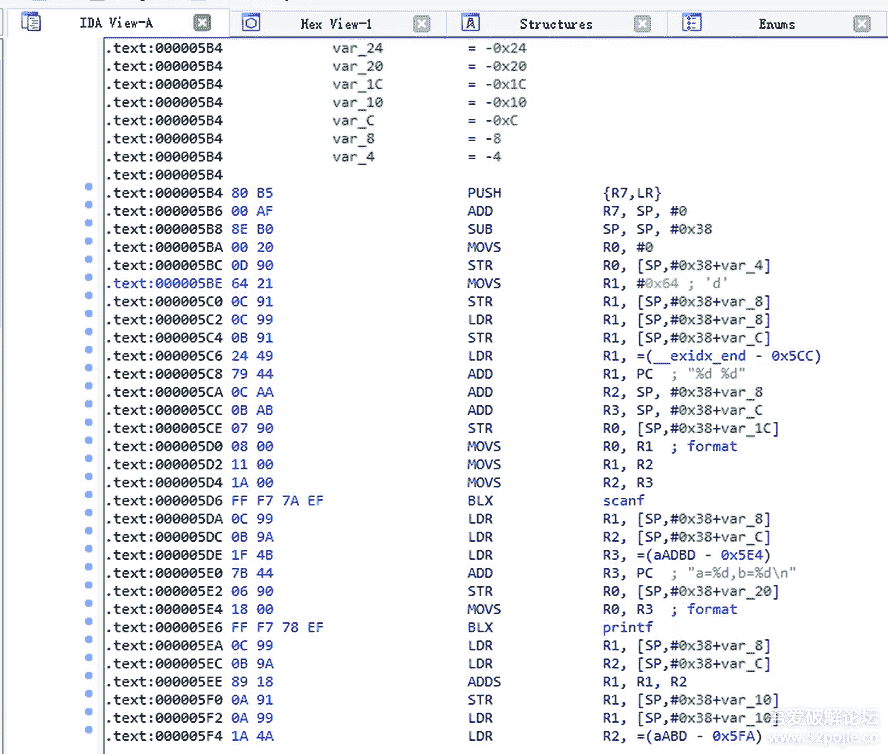 IDA View-A Hex View-1 Structures Enums
.text:000005B4 var_24 = -0x24
.text:000005B4 var_20 = -0x20
.text:000005B4 var_1C = -0x1C
.text:000005B4 var_10 = -0x10
.text:000005B4 var_C = -0xC
.text:000005B4 var_8 = -8
.text:000005B4 var_4 = -4
.text:000005B4
.text:000005B4 80 B5 PUSH {R7,LR}
.text:000005B6 00 AF ADD R7, SP, #0
.text:000005B8 8E B0 SUB SP, SP, #0x38
.text:000005BA 00 20 MOVS R0, #0
.text:000005BC 0D 90 STR R0, [SP,#0x38+var_4]
.text:000005BE 64 21 MOVS R1, #0x64 ; 'd'
.text:000005C0 0C 91 STR R1, [SP,#0x38+var_8]
.text:000005C2 0C 99 LDR R1, [SP,#0x38+var_8]
.text:000005C4 0B 91 STR R1, [SP,#0x38+var_C]
.text:000005C6 24 49 LDR R1, =(__exidx_end - 0x5CC)
.text:000005C8 79 44 ADD R1, PC ; "%d %d"
.text:000005CA 0C AA ADD R2, SP, #0x38+var_8
.text:000005CC 0B AB ADD R3, SP, #0x38+var_C
.text:000005CE 07 90 STR R0, [SP,#0x38+var_1C]
.text:000005D0 08 00 MOVS R0, R1 ; format
.text:000005D2 11 00 MOVS R1, R2
.text:000005D4 1A 00 MOVS R2, R3
.text:000005D6 FF F7 7A EF BLX scanf
.text:000005DA 0C 99 LDR R1, [SP,#0x38+var_8]
.text:000005DC 0B 9A LDR R2, [SP,#0x38+var_C]
.text:000005DE 1F 4B LDR R3, =(aADBD - 0x5E4)
.text:000005E0 7B 44 ADD R3, PC ; "a=%d,b=%d\n"
.text:000005E2 06 90 STR R0, [SP,#0x38+var_20]
.text:000005E4 18 00 MOVS R0, R3 ; format
.text:000005E6 FF F7 78 EF BLX printf
.text:000005EA 0C 99 LDR R1, [SP,#0x38+var_8]
.text:000005EC 0B 9A LDR R2, [SP,#0x38+var_C]
.text:000005EE 89 18 ADDS R1, R1, R2
.text:000005F0 0A 91 STR R1, [SP,#0x38+var_10]
.text:000005F2 0A 99 LDR R1, [SP,#0x38+var_10]
.text:000005F4 1A 4A LDR R2, =(aABD - 0x5FA)
吾爱破解论坛
www.52pojie.cn